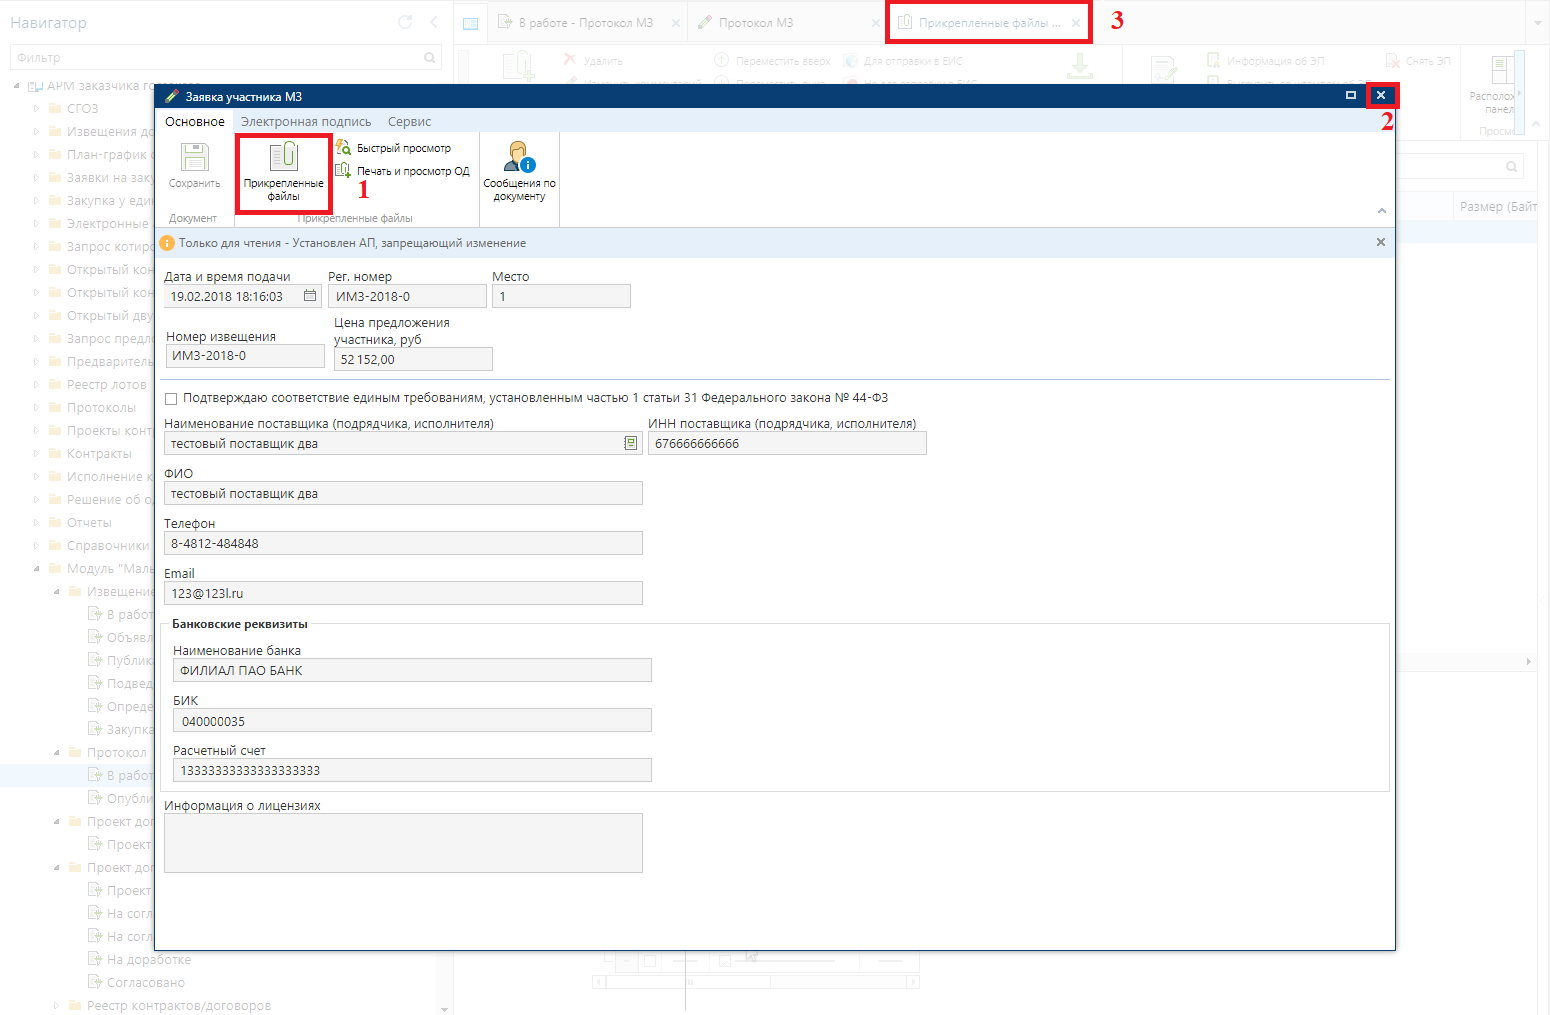 Навигатор
В работе - Протокол МЗ
Протокол МЗ
Прикрепленные файлы ...
3
Фильтр
Удалить
Переместить вверх
Для отправки в ЕИС
Информация об ЭП
Снять ЭП
АРМ заказчика
Располож
панел
Просм
СГОЗ
Извещения до
План-график
Заявки на заку
Закупка у един
Электронные
Запрос котиро
Открытый кон
Открытый кон
Открытый дву
Запрос предл
Предваритель
Реестр лотов
Протоколы
Проекты конт
Контракты
Исполнение к
Решение об о
Отчеты
Справочники
Модуль "Малы
Извещение
В работ
Объявл
Публик
Подвед
Опреде
Закупка
Протокол
В работ
Опубли
Проект дог
Проект
Проект дог
Проект
На согл
На согл
На доработке
Согласовано
Реестр контрактов/договоров
Размер (Байт
Заявка участника МЗ
2
Основное
Электронная подпись
Сервис
Сохранить
Документ
Прикрепленные
файлы
1
Быстрый просмотр
Печать и просмотр ОД
Прикрепленные файлы
Сообщения по
документу
Только для чтения - Установлен АП, запрещающий изменение
Дата и время подачи
Рег. номер
Место
19.02.2018 18:16:03
ИМЗ-2018-0
1
Номер извещения
Цена предложения
участника, руб
ИМЗ-2018-0
52 152,00
Подтверждаю соответствие единым требованиям, установленным частью 1 статьи 31 Федерального закона № 44-ФЗ
Наименование поставщика (подрядчика, исполнителя)
ИНН поставщика (подрядчика, исполнителя)
тестовый поставщик два
676666666666
ФИО
тестовый поставщик два
Телефон
8-4812-484848
Email
123@123l.ru
Банковские реквизиты
Наименование банка
ФИЛИАЛ ПАО БАНК
БИК
040000035
Расчетный счет
13333333333333333333
Информация о лицензиях